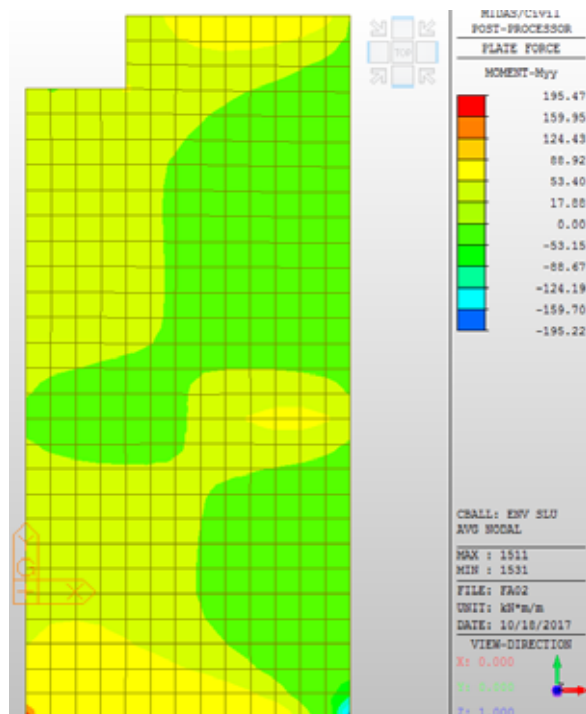 TOP
MIDAS/Civil
POST-PROCESSOR
PLATE FORCE
MOMENT-Myy
195.47
159.95
124.43
88.92
53.40
17.88
0.00
-53.15
-88.67
-124.19
-159.70
-195.22
CBALL: ENV SLU
AVG NODAL
MAX : 1511
MIN : 1531
FILE: FA02
UNIT: kN*m/m
DATE: 10/18/2017
VIEW-DIRECTION
X: 0.000
Z: 1.000